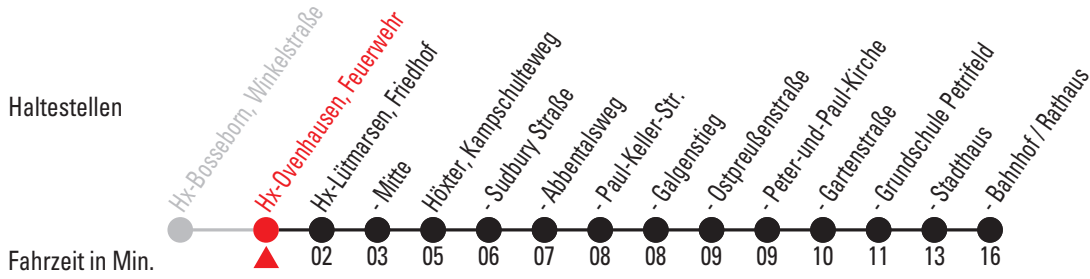 Haltestellen
Hx-Bosseborn, Winkelstraße
Hx-Ovenhausen, Feuerwehr
Hx-Lütmarsen, Friedhof
- Mitte
Höxter, Kampschulteweg
- Sudbury Straße
- Abbentalsweg
- Paul-Keller-Str.
- Galgenstieg
- Ostpreußenstraße
- Peter-und-Paul-Kirche
- Gartenstraße
- Grundschule Petrifeld
- Stadthaus
- Bahnhof / Rathaus
Fahrzeit in Min. 02 03 05 06 07 08 08 09 09 10 11 13 16